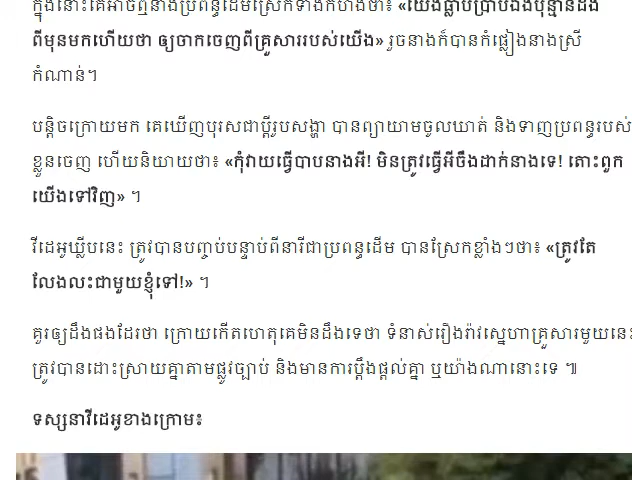 ក្នុងនោះគេអាចឮនាងប្រពន្ធដើមស្រែកទាំងកំហឹងថា៖ «យើងធ្លាប់ប្រាប់ឯងប៉ុន្មានដង
ពីមុនមកហើយថា ឲ្យចាកចេញពីគ្រួសាររបស់យើង» រួចនាងក៏បានកំផ្លៀងនាងស្រី
កំណាន់។
បន្តិចក្រោយមក គេឃើញបុរសជាប្ដីរូបសង្ហា បានព្យាយាមចូលឃាត់ និងទាញប្រពន្ធរបស់
ខ្លួនចេញ ហើយនិយាយថា៖ «កុំវាយធ្វើបាបនាងអី! មិនត្រូវធ្វើអីចឹងដាក់នាងទេ! តោះពួក
យើងទៅវិញ» ។
វីដេអូឃ្លីបនេះ ត្រូវបានបញ្ចប់បន្ទាប់ពីនារីជាប្រពន្ធដើម បានស្រែកខ្លាំងៗថា៖ «ត្រូវតែ
លែងលះជាមួយខ្ញុំទៅ!» ។
គួរឲ្យដឹងផងដែរថា ក្រោយកើតហេតុគេមិនដឹងទេថា ទំនាស់រឿងរ៉ាវស្នេហាគ្រួសារមួយនេះ
ត្រូវបានដោះស្រាយគ្នាតាមផ្លូវច្បាប់ និងមានការប្ដឹងផ្ដល់គ្នា ឬយ៉ាងណានោះទេ ៕
ទស្សនាវីដេអូខាងក្រោម៖